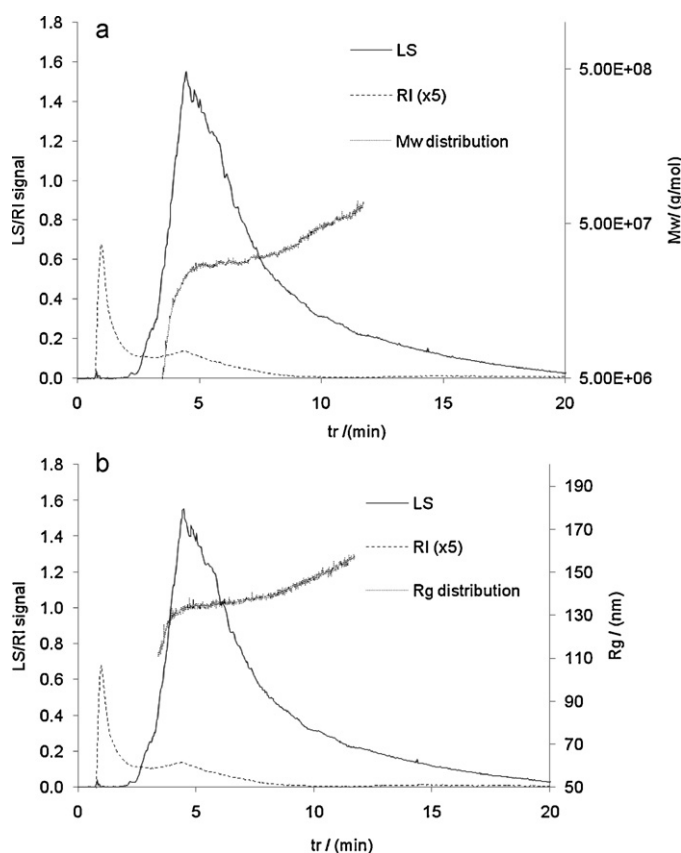 a
1.8
1.6
1.4
1.2
1.0
0.8
0.6
0.4
0.2
0.0
LS/RI signal
LS
RI (x5)
Mw distribution
5.00E+08
5.00E+07
5.00E+06
Mw/(g/mol)
0
5
10
15
20
tr /(min)
b
1.8
1.6
1.4
1.2
1.0
0.8
0.6
0.4
0.2
0.0
LS/RI signal
LS
RI (x5)
Rg distribution
190
170
150
130
110
90
70
50
Rg / (nm)
0
5
10
15
20
tr / (min)